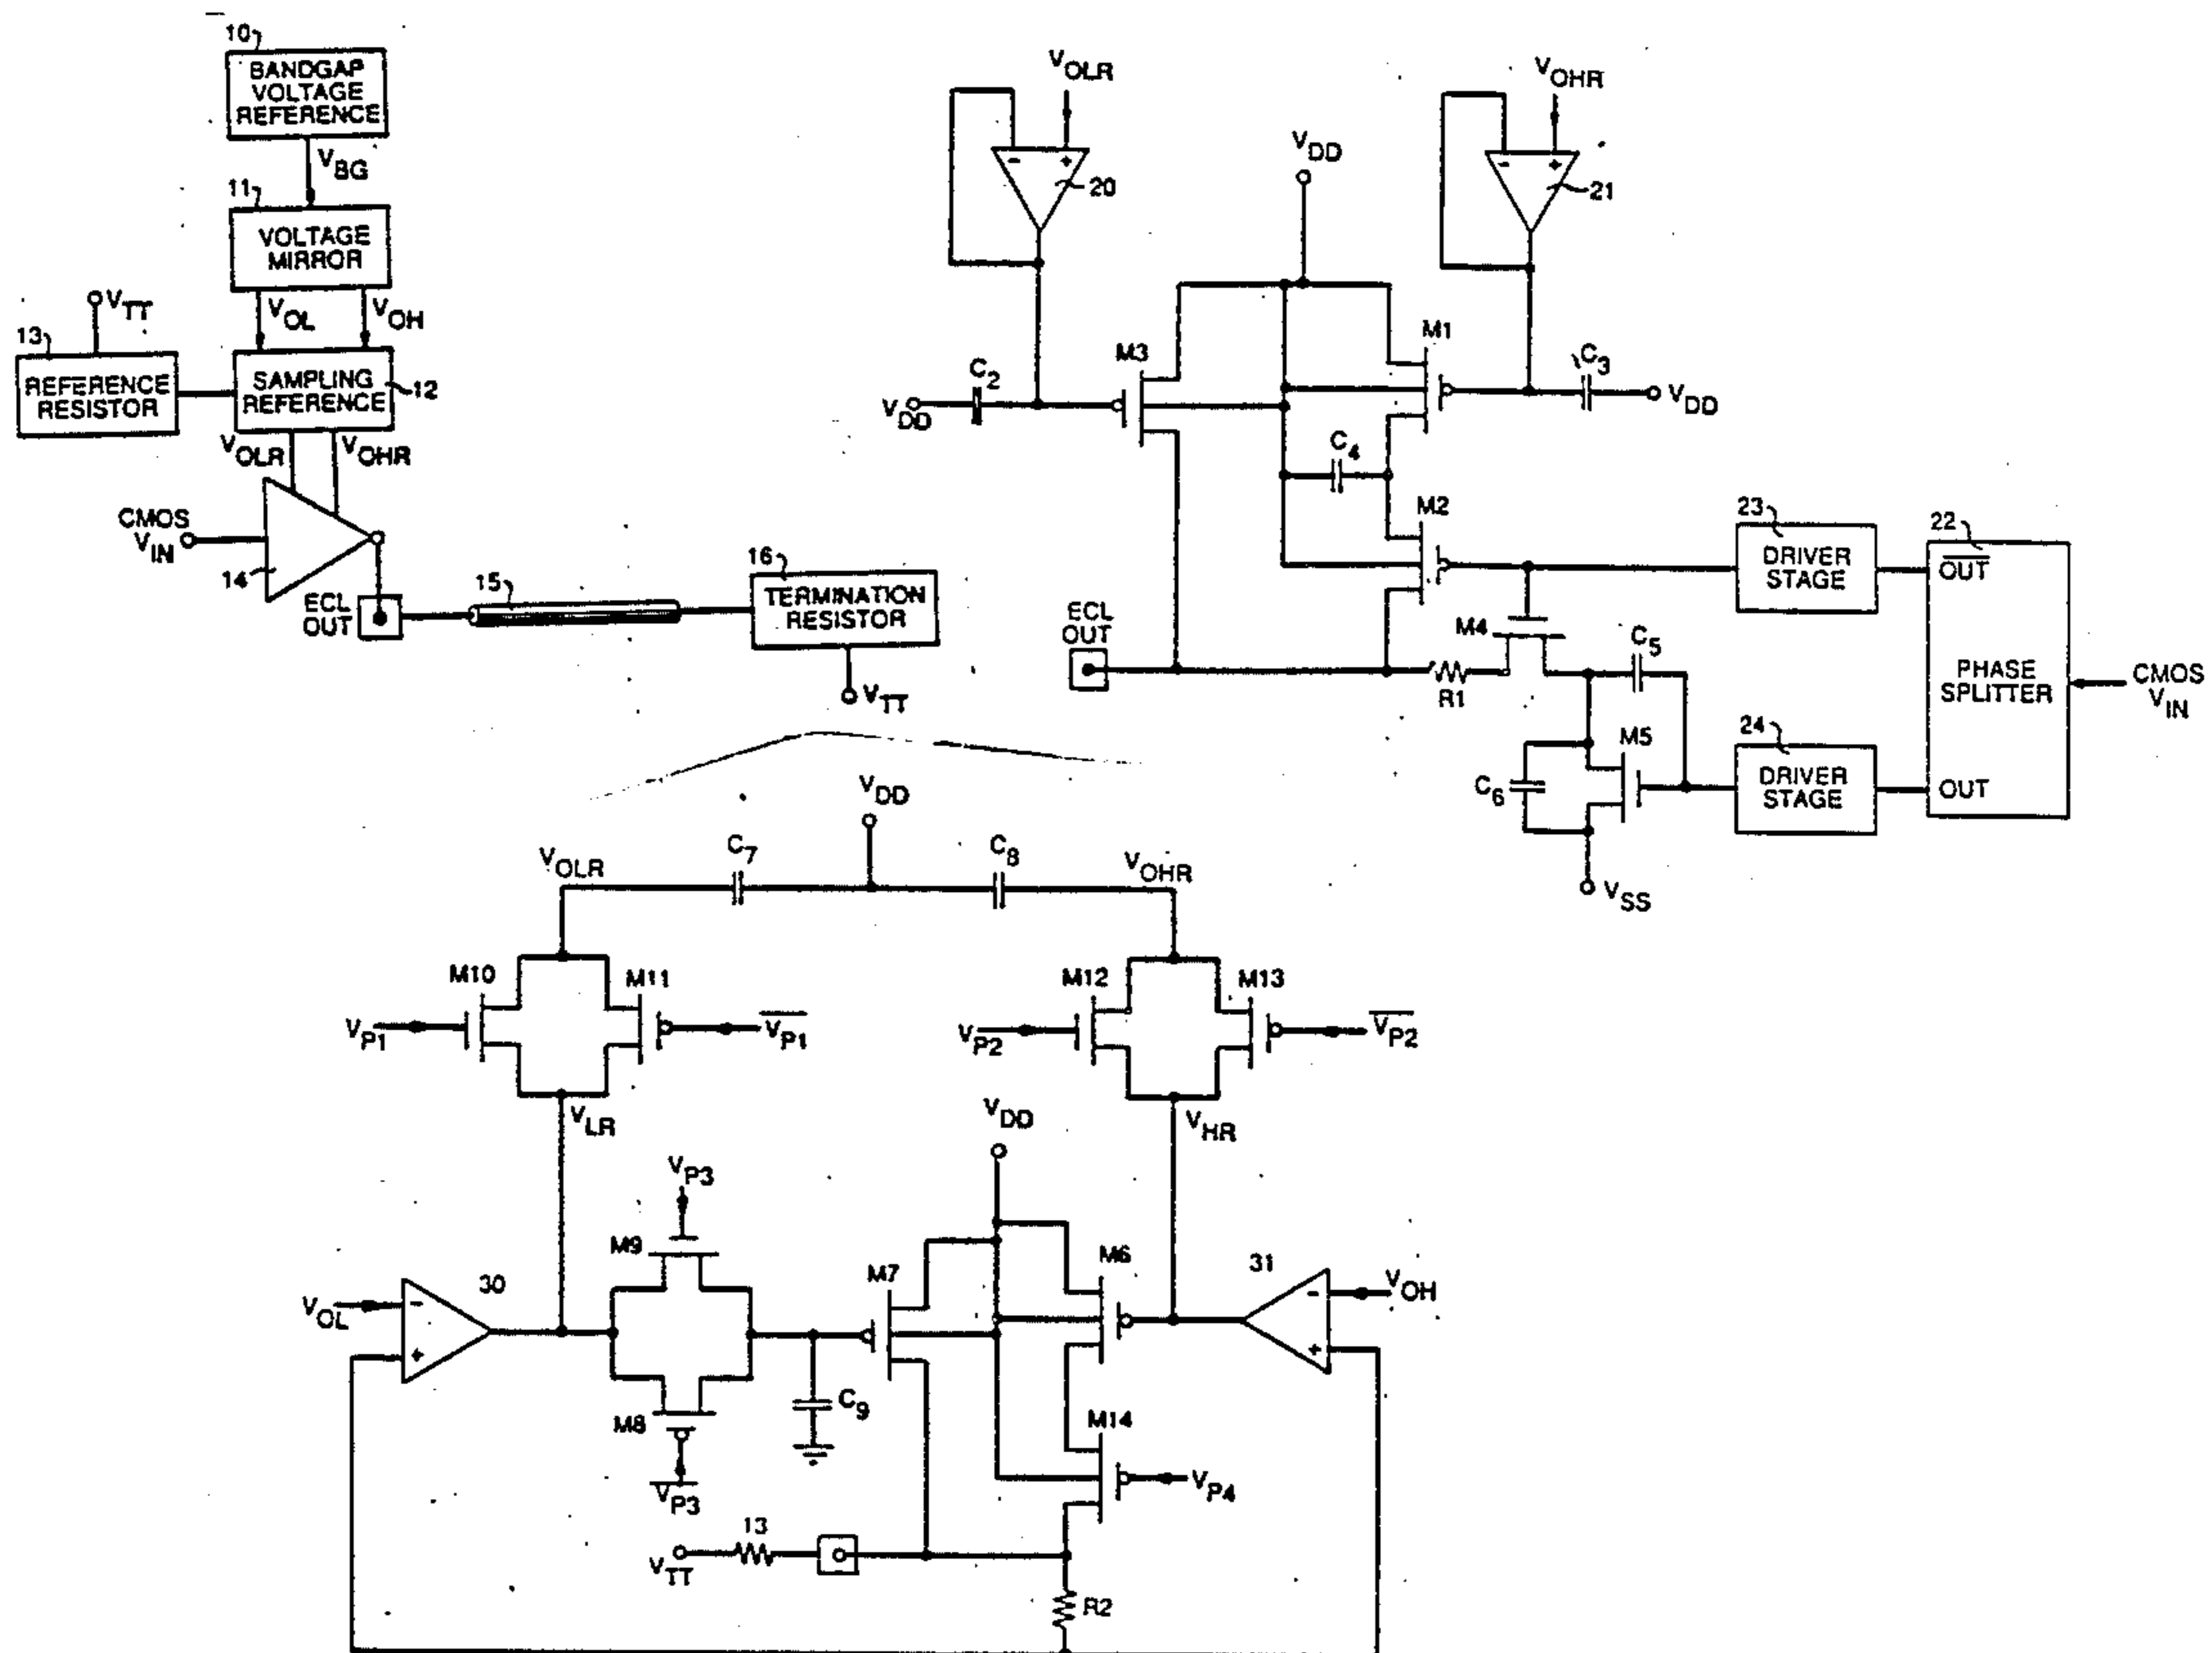 10
BANDGAP
VOLTAGE
REFERENCE
VBG
11
VOLTAGE
MIRROR
VOL
VOH
VTT
13
REFERENCE
RESISTOR
SAMPLING
REFERENCE
12
VOLR
VOHR
CMOS
VIN
14
ECL
OUT
15
16
TERMINATION
RESISTOR
VTT
VOLR
- +
20
VDD
VOHR
- +
21
M3
M1
C2
VDD
C3
VDD
C4
M2
ECL
OUT
M4
R1
C5
23
DRIVER
STAGE
22
OUT
PHASE
SPLITTER
CMOS
VIN
C6
M5
24
DRIVER
STAGE
OUT
VSS
VDD
VOLR
C7
C8
VOHR
M10
M11
VP1
VP1
M12
M13
VP2
VP2
VLR
VHR
VDD
VP3
M9
M7
M6
30
31
VOL
-
+
VOH
-
+
M8
C9
VP3
M14
VP4
VTT
13
R2